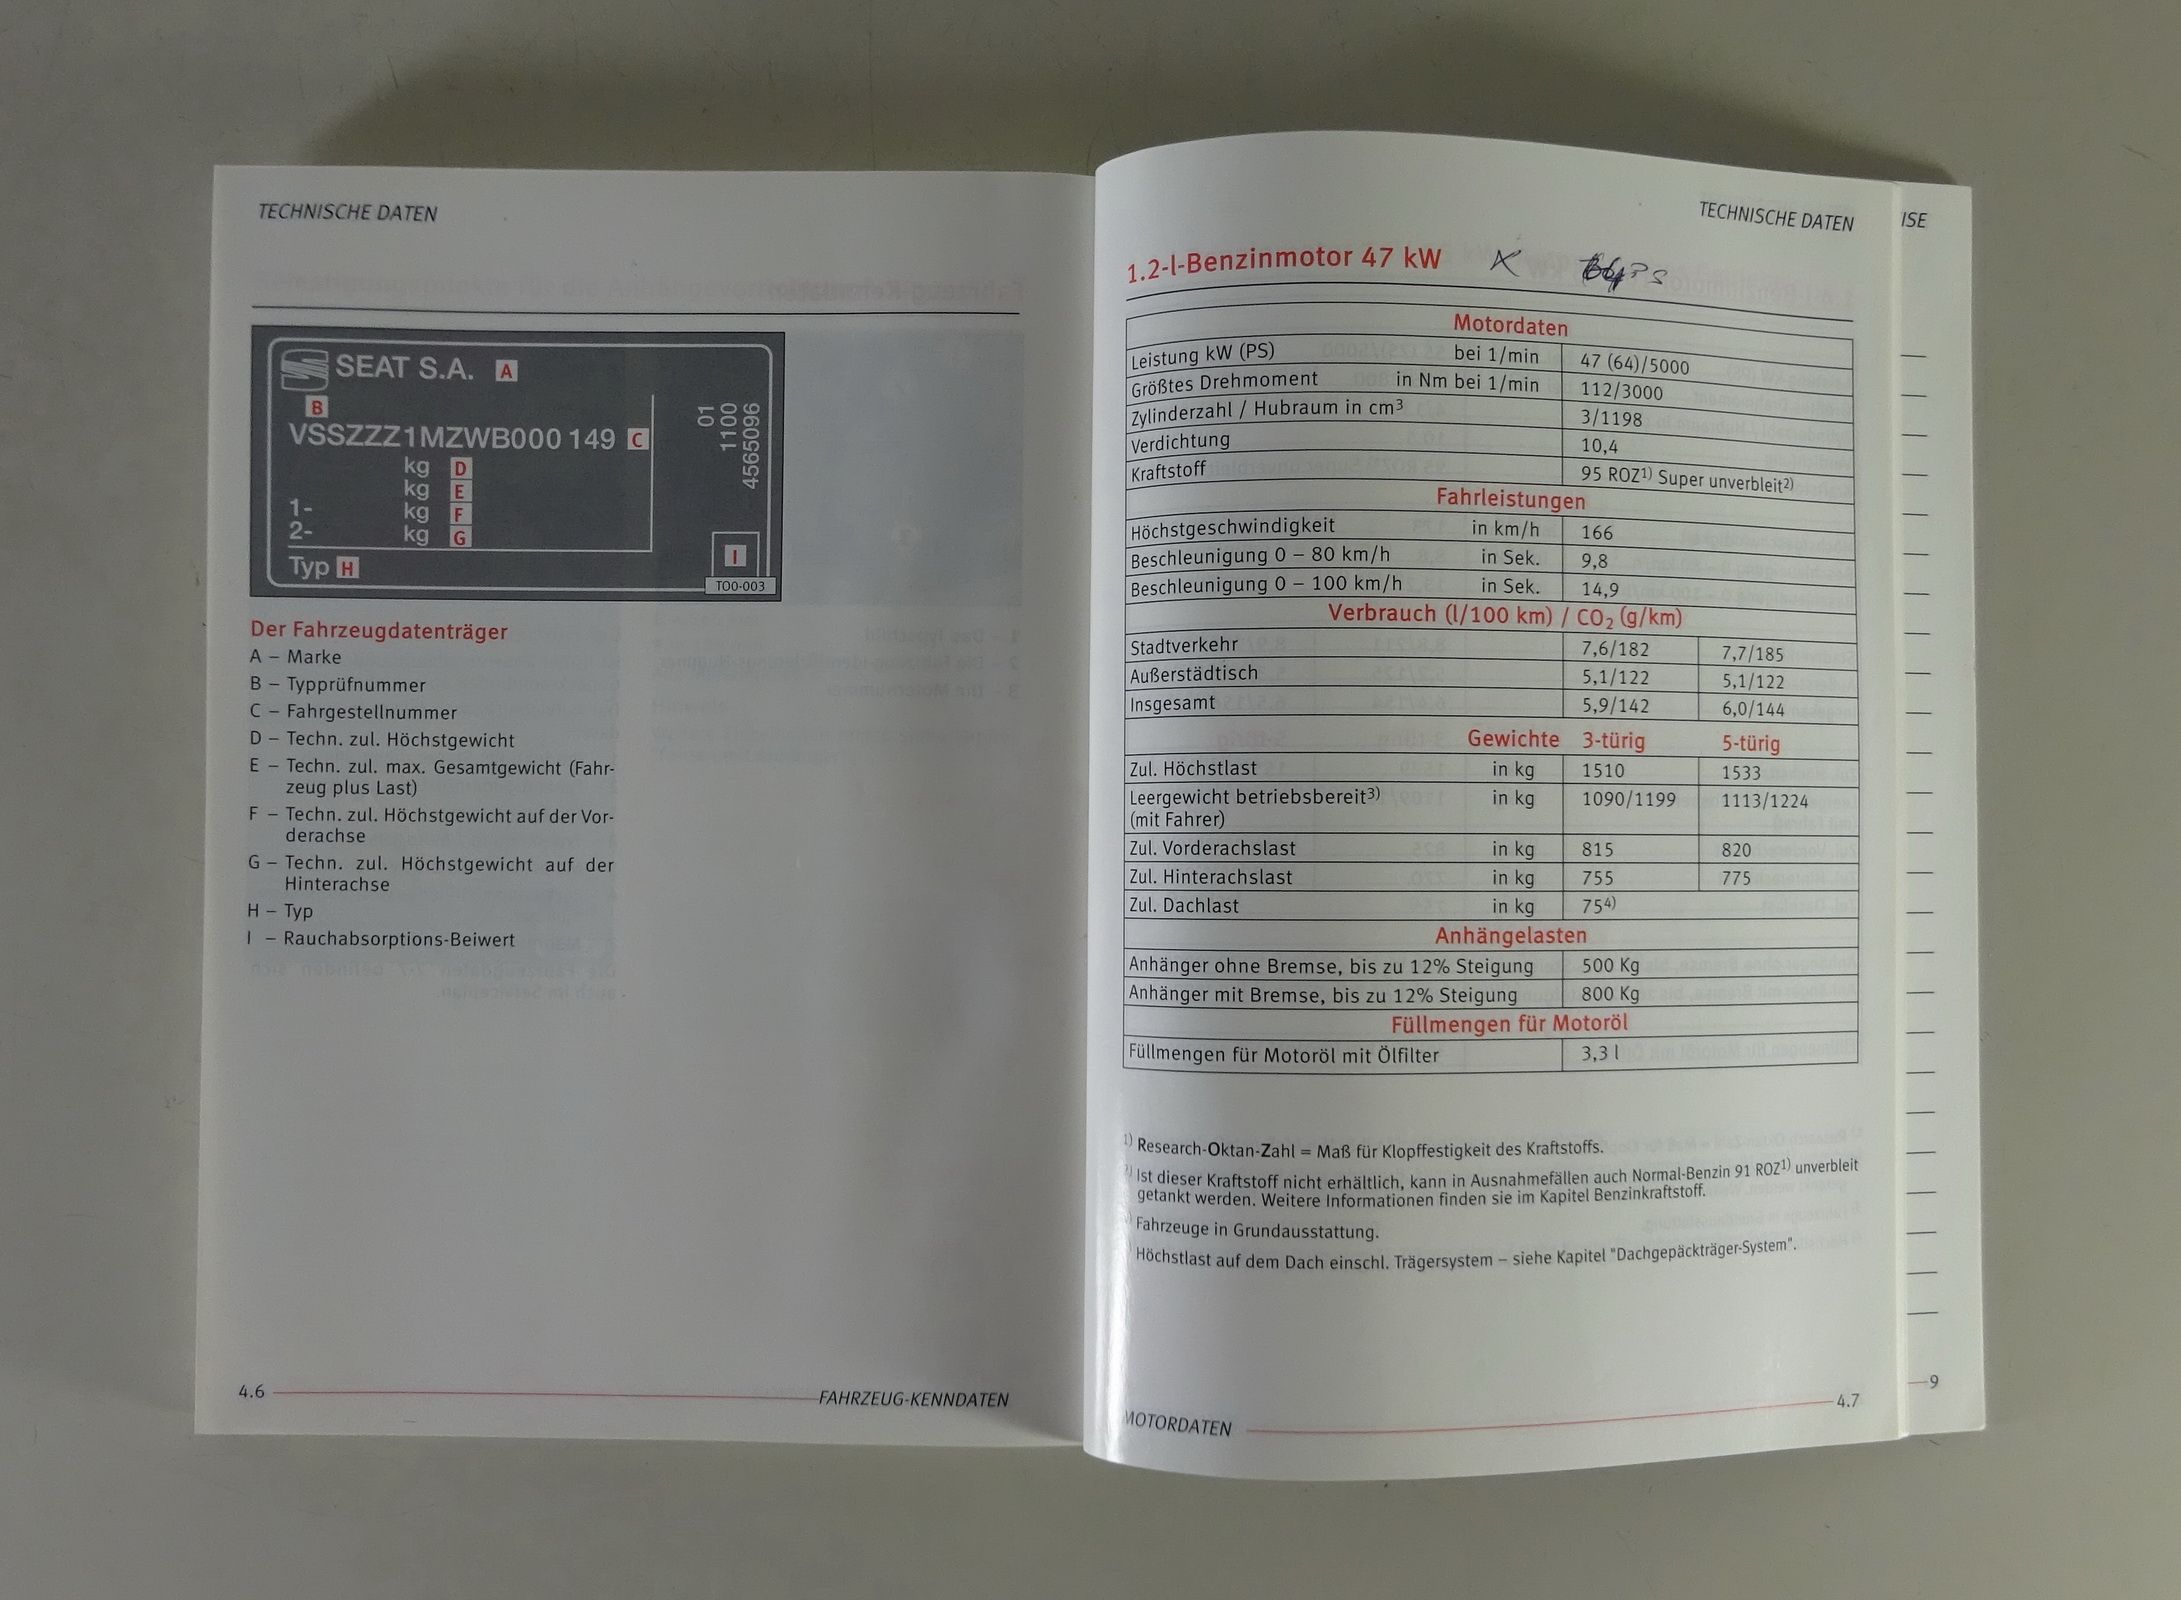 TECHNISCHE DATEN
SEAT S.A. A
B
VSSZZZ1MZWB000 149 C
kg D
kg E
1- kg F
2- kg G
Typ H
01
1100
4565096
I
T00-003
Der Fahrzeugdatenträger
A – Marke
B – Typprüfnummer
C – Fahrgestellnummer
D – Techn. zul. Höchstgewicht
E – Techn. zul. max. Gesamtgewicht (Fahr-
zeug plus Last)
F – Techn. zul. Höchstgewicht auf der Vor-
derachse
G – Techn. zul. Höchstgewicht auf der
Hinterachse
H – Typ
I – Rauchabsorptions-Beiwert
4.6 FAHRZEUG-KENNDATEN
TECHNISCHE DATEN
1.2-l-Benzinmotor 47 kW
Motordaten
Leistung kW (PS) bei 1/min 47 (64)/5000
Größtes Drehmoment in Nm bei 1/min 112/3000
Zylinderzahl / Hubraum in cm³ 3/1198
Verdichtung 10,4
Kraftstoff 95 ROZ1) Super unverbleit2)
Fahrleistungen
Höchstgeschwindigkeit in km/h 166
Beschleunigung 0 – 80 km/h in Sek. 9,8
Beschleunigung 0 – 100 km/h in Sek. 14,9
Verbrauch (l/100 km) / CO₂ (g/km)
Stadtverkehr 7,6/182 7,7/185
Außerstädtisch 5,1/122 5,1/122
Insgesamt 5,9/142 6,0/144
Gewichte 3-türig 5-türig
Zul. Höchstlast in kg 1510 1533
Leergewicht betriebsbereit3) in kg 1090/1199 1113/1224
(mit Fahrer)
Zul. Vorderachslast in kg 815 820
Zul. Hinterachslast in kg 755 775
Zul. Dachlast in kg 754)
Anhängelasten
Anhänger ohne Bremse, bis zu 12% Steigung 500 Kg
Anhänger mit Bremse, bis zu 12% Steigung 800 Kg
Füllmengen für Motoröl
Füllmengen für Motoröl mit Ölfilter 3,3 l
1) Research-Oktan-Zahl = Maß für Klopffestigkeit des Kraftstoffs.
2) Ist dieser Kraftstoff nicht erhältlich, kann in Ausnahmefällen auch Normal-Benzin 91 ROZ1) unverbleit
getankt werden. Weitere Informationen finden sie im Kapitel Benzinkraftstoff.
Fahrzeuge in Grundausstattung.
Höchstlast auf dem Dach einschl. Trägersystem – siehe Kapitel "Dachgepäckträger-System".
MOTORDATEN 4.7
ISE
9